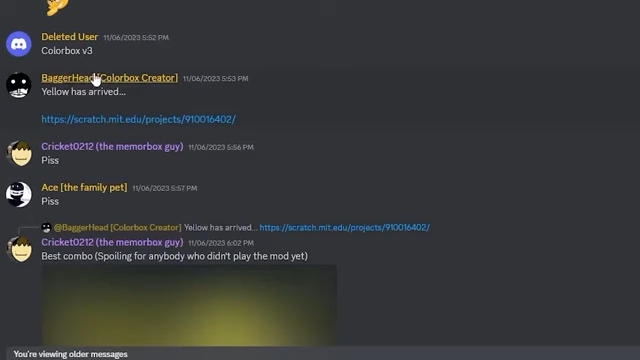 Deleted User 11/06/2023 5:52 PM
Colorbox v3
BaggerHead [Colorbox Creator] 11/06/2023 5:53 PM
Yellow has arrived...
https://scratch.mit.edu/projects/910016402/
Cricket0212 (the memorbox guy) 11/06/2023 5:56 PM
Piss
Ace [the family pet] 11/06/2023 5:57 PM
Piss
@BaggerHead [Colorbox Creator] Yellow has arrived... https://scratch.mit.edu/projects/910016402/
Cricket0212 (the memorbox guy) 11/06/2023 6:02 PM
Best combo (Spoiling for anybody who didn't play the mod yet)
You're viewing older messages